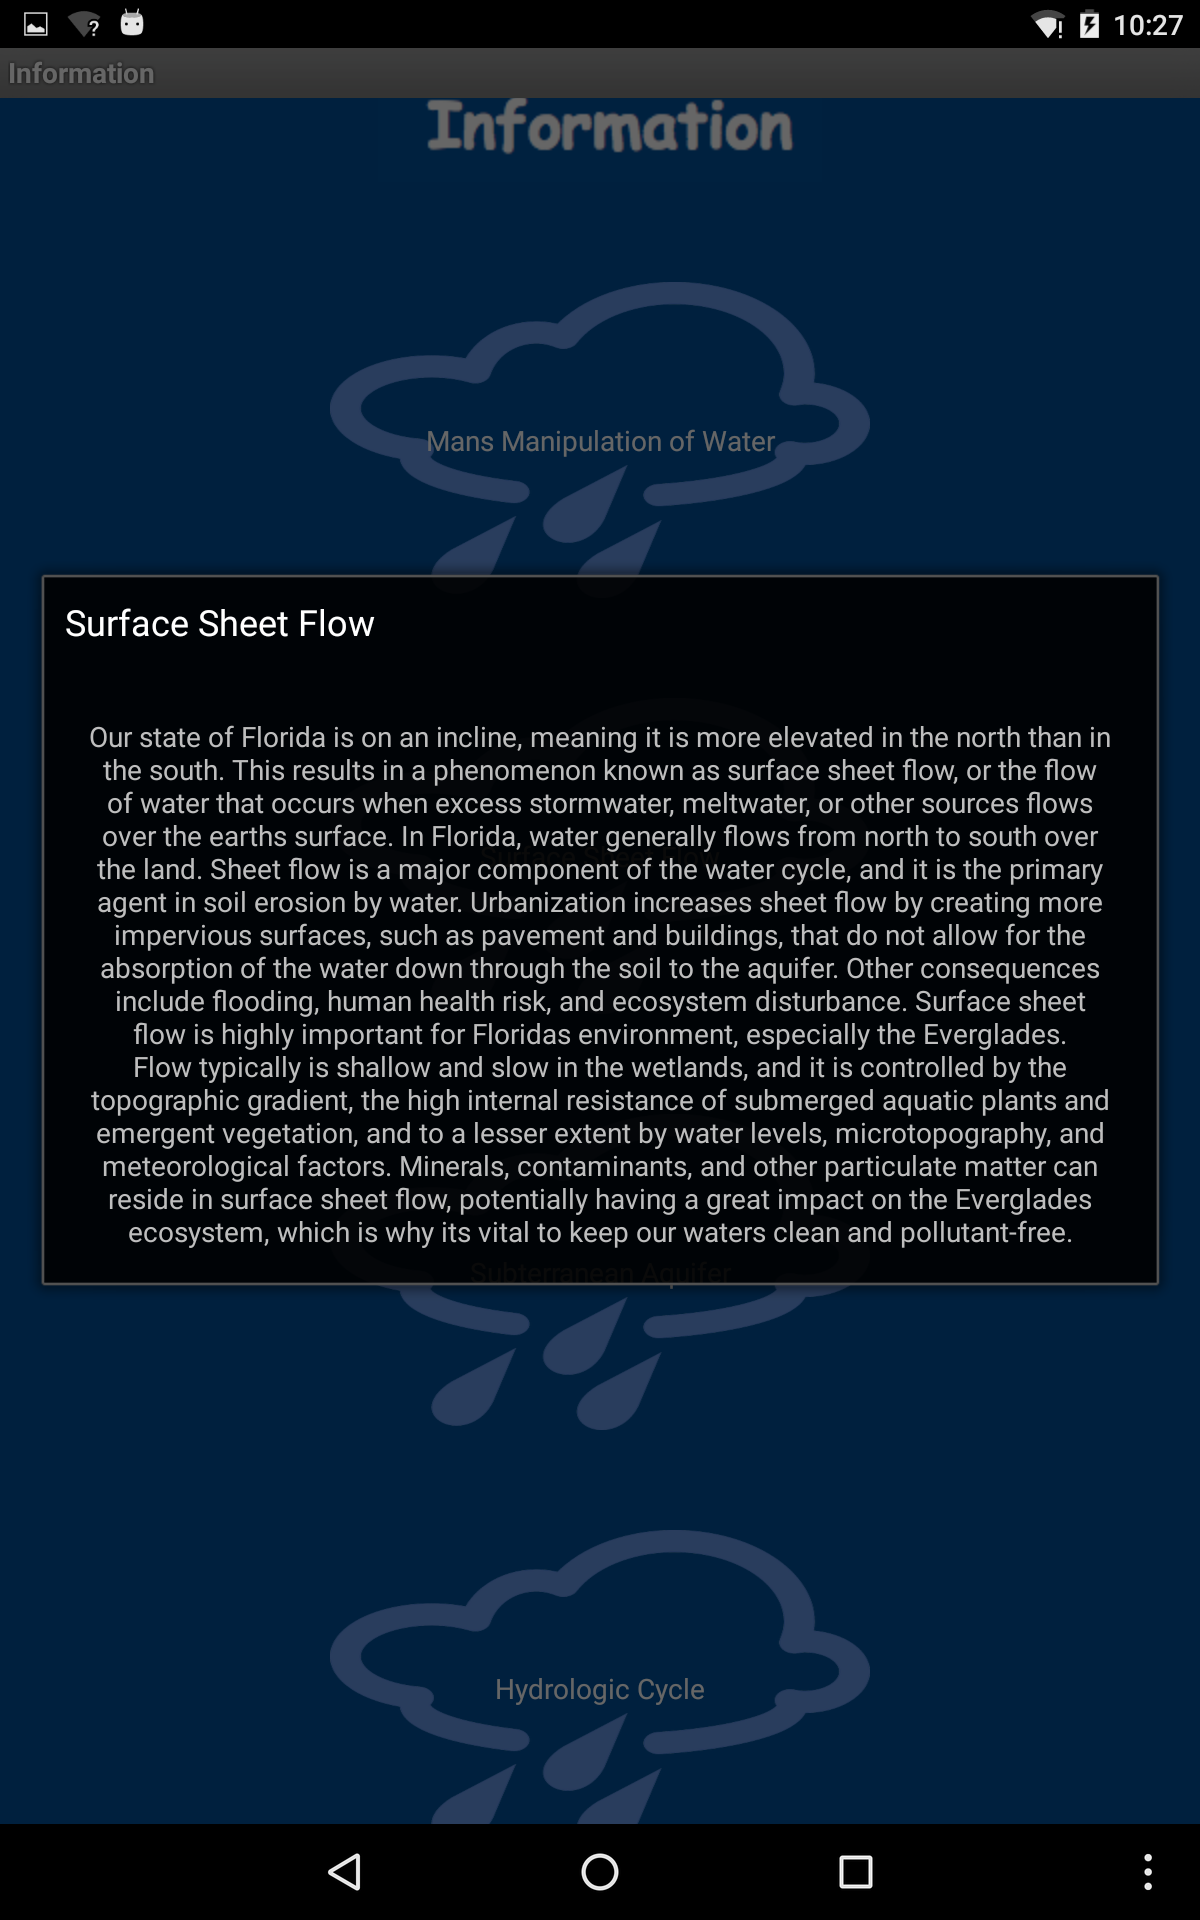 10:27
Information
Information
Mans Manipulation of Water
Surface Sheet Flow
Our state of Florida is on an incline, meaning it is more elevated in the north than in
the south. This results in a phenomenon known as surface sheet flow, or the flow
of water that occurs when excess stormwater, meltwater, or other sources flows
over the earths surface. In Florida, water generally flows from north to south over
Surface Sheet Flow
the land. Sheet flow is a major component of the water cycle, and it is the primary
agent in soil erosion by water. Urbanization increases sheet flow by creating more
impervious surfaces, such as pavement and buildings, that do not allow for the
absorption of the water down through the soil to the aquifer. Other consequences
include flooding, human health risk, and ecosystem disturbance. Surface sheet
flow is highly important for Floridas environment, especially the Everglades.
Flow typically is shallow and slow in the wetlands, and it is controlled by the
topographic gradient, the high internal resistance of submerged aquatic plants and
emergent vegetation, and to a lesser extent by water levels, microtopography, and
meteorological factors. Minerals, contaminants, and other particulate matter can
reside in surface sheet flow, potentially having a great impact on the Everglades
ecosystem, which is why its vital to keep our waters clean and pollutant-free.
Subterranean Aquifer
Hydrologic Cycle